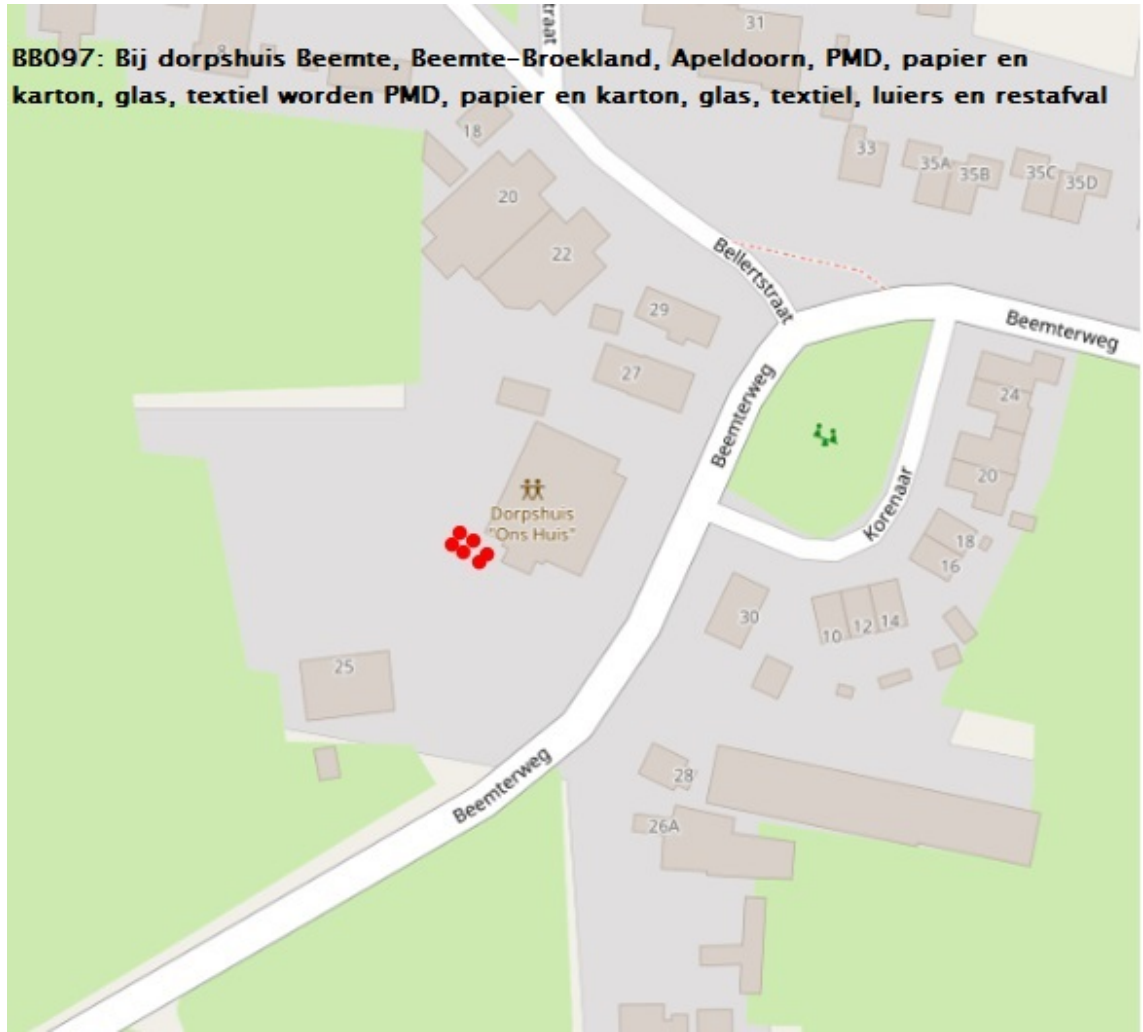 BB097: Bij dorpshuis Beemte, Beemte-Broekland, Apeldoorn, PMD, papier en
karton, glas, textiel worden PMD, papier en karton, glas, textiel, luiers en restafval
straat
31
8
18
33
35A
35B
35C
35D
20
22
Bellertstraat
29
Beemterweg
27
Beemterweg
24
20
Dorpshuis
"Ons Huis"
Korenaar
18
16
30
10
12
14
25
Beemterweg
28
26A